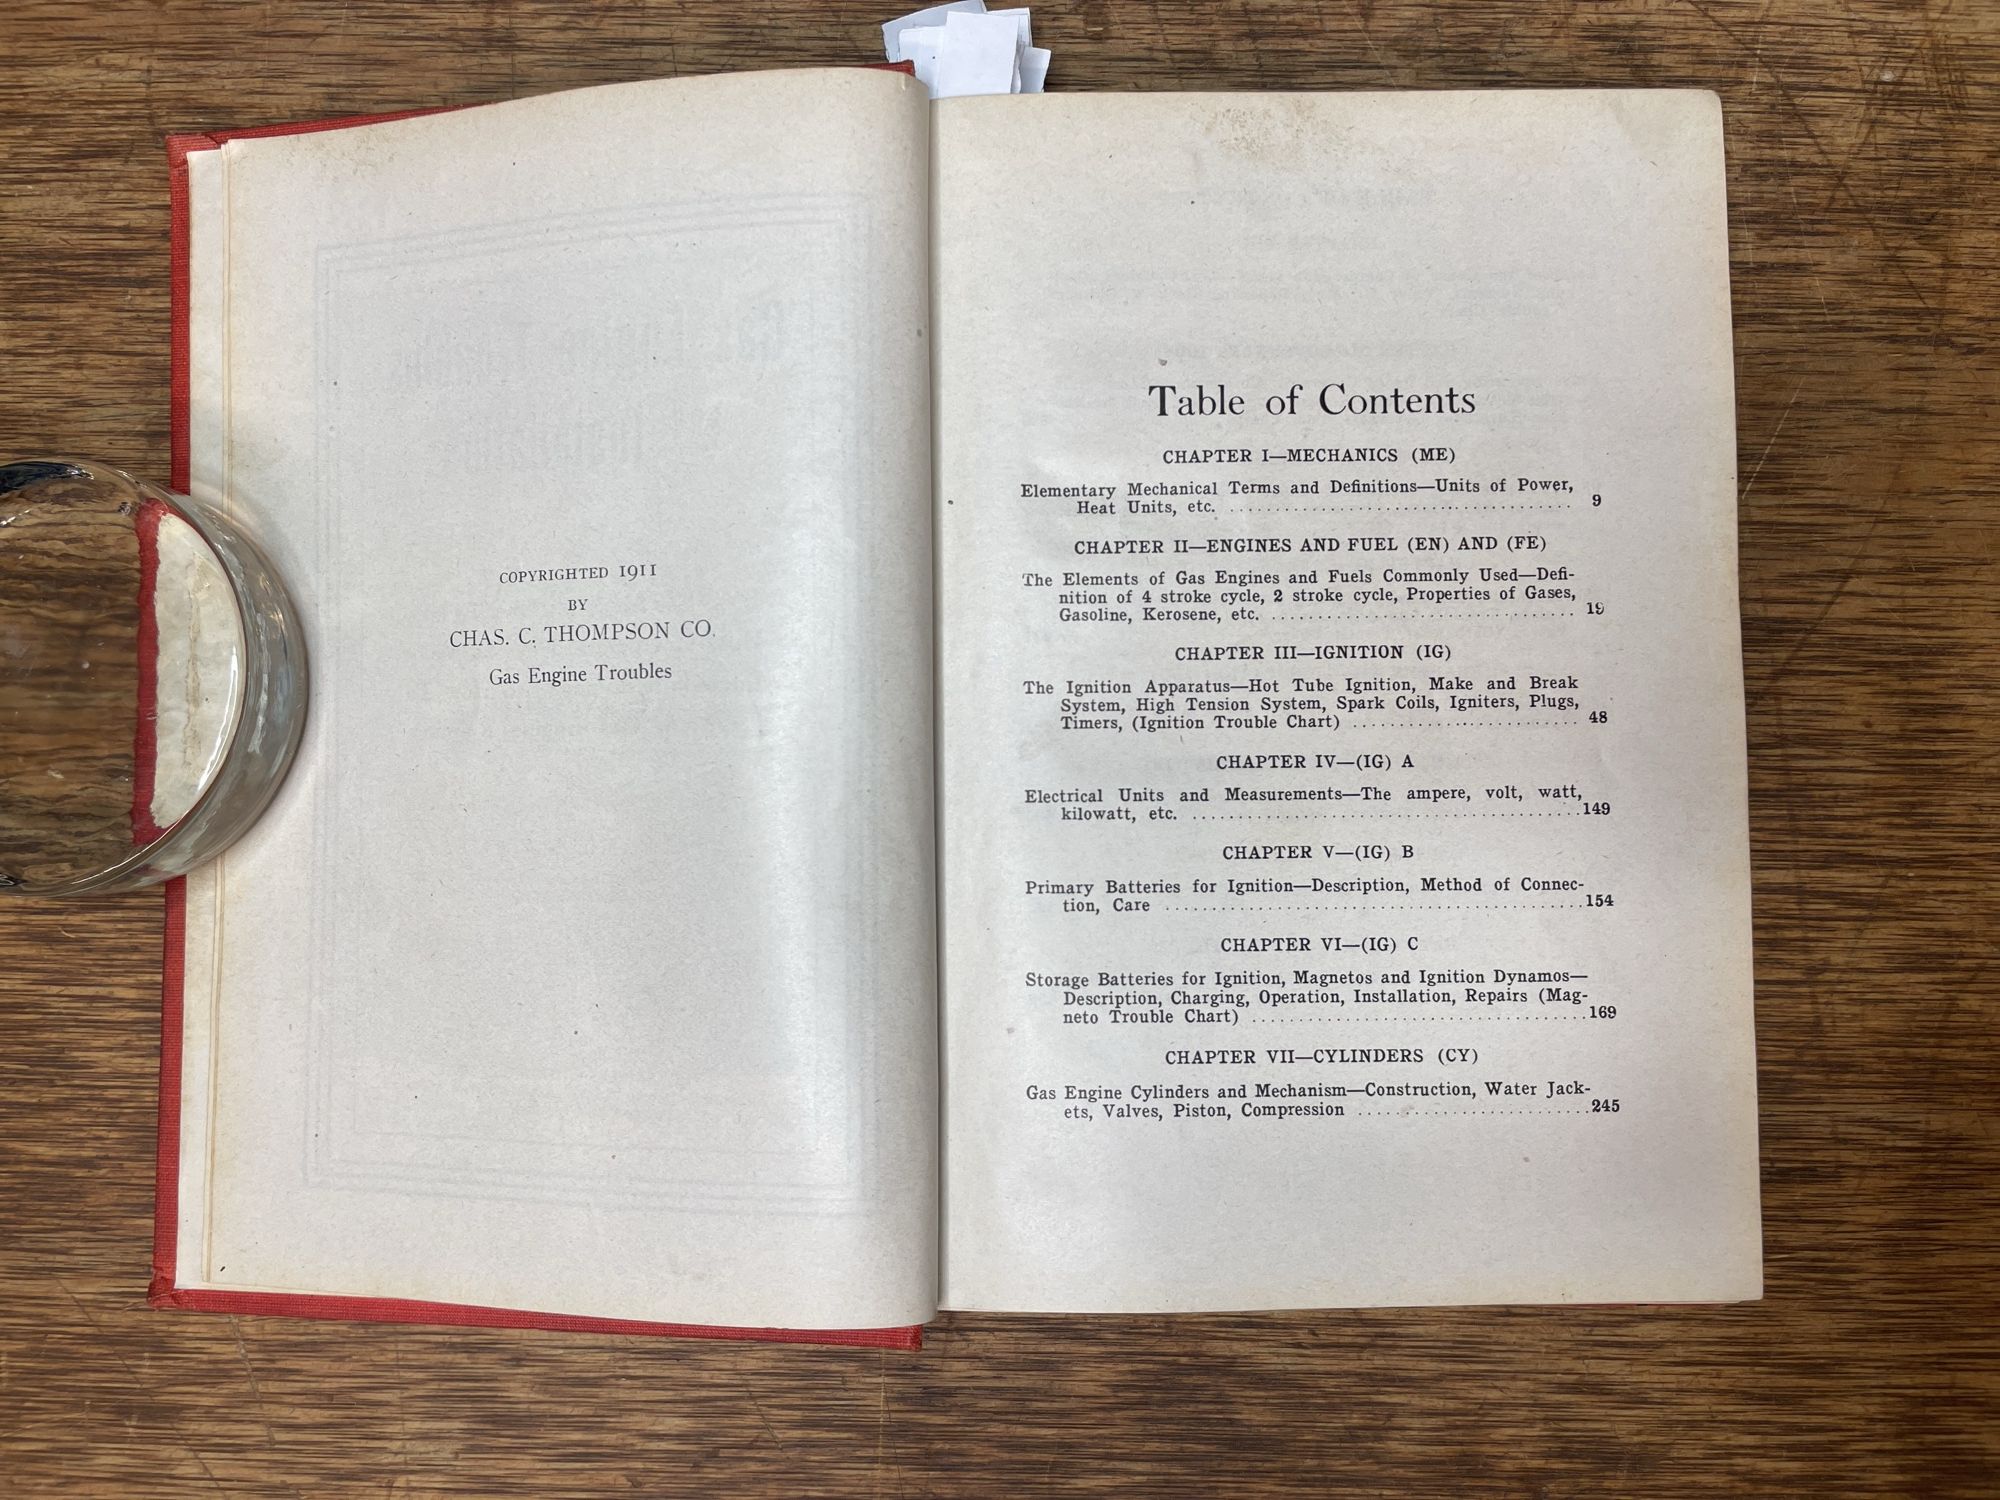 COPYRIGHTED 1911
BY
CHAS. C. THOMPSON CO.
Gas Engine Troubles
Table of Contents
CHAPTER I—MECHANICS (ME)
Elementary Mechanical Terms and Definitions—Units of Power,
Heat Units, etc. ........................................ 9
CHAPTER II—ENGINES AND FUEL (EN) AND (FE)
The Elements of Gas Engines and Fuels Commonly Used—Defi-
nition of 4 stroke cycle, 2 stroke cycle, Properties of Gases,
Gasoline, Kerosene, etc. ................................... 19
CHAPTER III—IGNITION (IG)
The Ignition Apparatus—Hot Tube Ignition, Make and Break
System, High Tension System, Spark Coils, Igniters, Plugs,
Timers, (Ignition Trouble Chart) .......................... 48
CHAPTER IV—(IG) A
Electrical Units and Measurements—The ampere, volt, watt,
kilowatt, etc. ............................................149
CHAPTER V—(IG) B
Primary Batteries for Ignition—Description, Method of Connec-
tion, Care ...............................................154
CHAPTER VI—(IG) C
Storage Batteries for Ignition, Magnetos and Ignition Dynamos—
Description, Charging, Operation, Installation, Repairs (Mag-
neto Trouble Chart) .....................................169
CHAPTER VII—CYLINDERS (CY)
Gas Engine Cylinders and Mechanism—Construction, Water Jack-
ets, Valves, Piston, Compression ..........................245